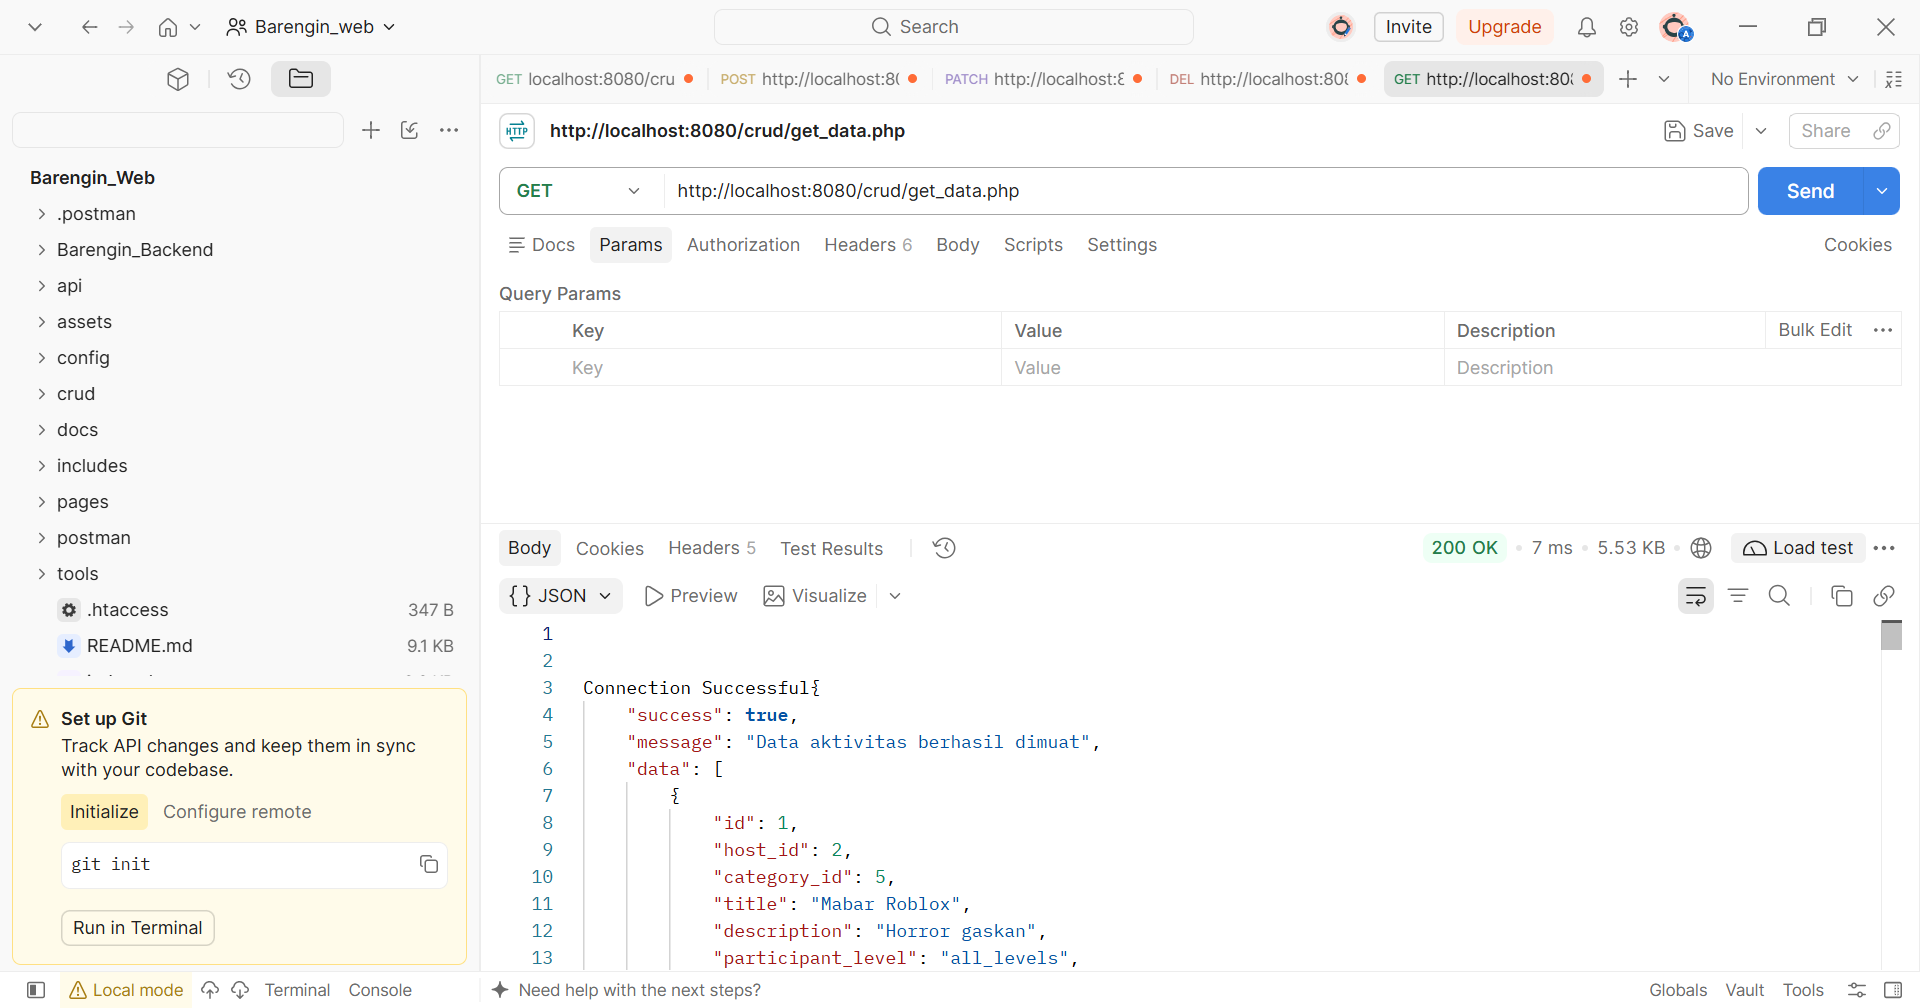 Barengin_web
Search
Invite
Upgrade
GET localhost:8080/cru
POST http://localhost:8(
PATCH http://localhost:8
DEL http://localhost:808
GET http://localhost:80
No Environment
HTTP
http://localhost:8080/crud/get_data.php
Save
Share
Barengin_Web
.postman
Barengin_Backend
api
assets
config
crud
docs
includes
pages
postman
tools
.htaccess 347 B
README.md 9.1 KB
Set up Git
Track API changes and keep them in sync
with your codebase.
Initialize Configure remote
git init
Run in Terminal
GET http://localhost:8080/crud/get_data.php
Send
Docs Params Authorization Headers 6 Body Scripts Settings Cookies
Query Params
Key Value Description Bulk Edit
Key Value Description
Body Cookies Headers 5 Test Results
200 OK • 7 ms • 5.53 KB
Load test
{} JSON Preview Visualize
1
2
3 Connection Successful{
4 "success": true,
5 "message": "Data aktivitas berhasil dimuat",
6 "data": [
7 {
8 "id": 1,
9 "host_id": 2,
10 "category_id": 5,
11 "title": "Mabar Roblox",
12 "description": "Horror gaskan",
13 "participant_level": "all_levels",
Local mode Terminal Console
Need help with the next steps?
Globals Vault Tools